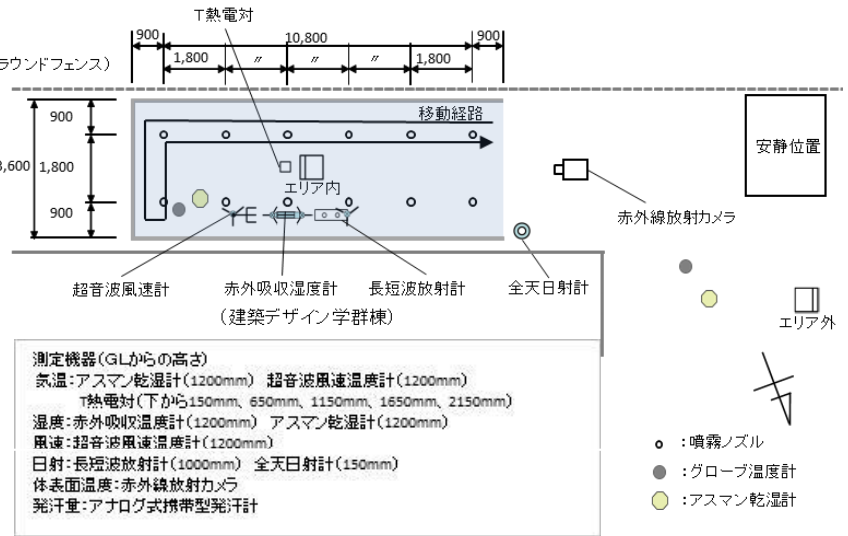 T熱電対
900
10,800
900
1,800
〃
〃
〃
1,800
ラウンドフェンス)
移動経路
900
3,600
1,800
900
エリア内
安静位置
赤外線放射カメラ
超音波風速計
赤外吸収湿度計
長短波放射計
全天日射計
(建築デザイン学群棟)
エリア外
測定機器(GLからの高さ)
気温:アスマン乾湿計(1200mm) 超音波風速温度計(1200mm)
T熱電対(下から150mm、650mm、1150mm、1650mm、2150mm)
湿度:赤外吸収温度計(1200mm) アスマン乾湿計(1200mm)
風速:超音波風速温度計(1200mm)
日射:長短波放射計(1000mm) 全天日射計(150mm)
体表面温度:赤外線放射カメラ
発汗量:アナログ式携帯型発汗計
:噴霧ノズル
:グローブ温度計
:アスマン乾湿計